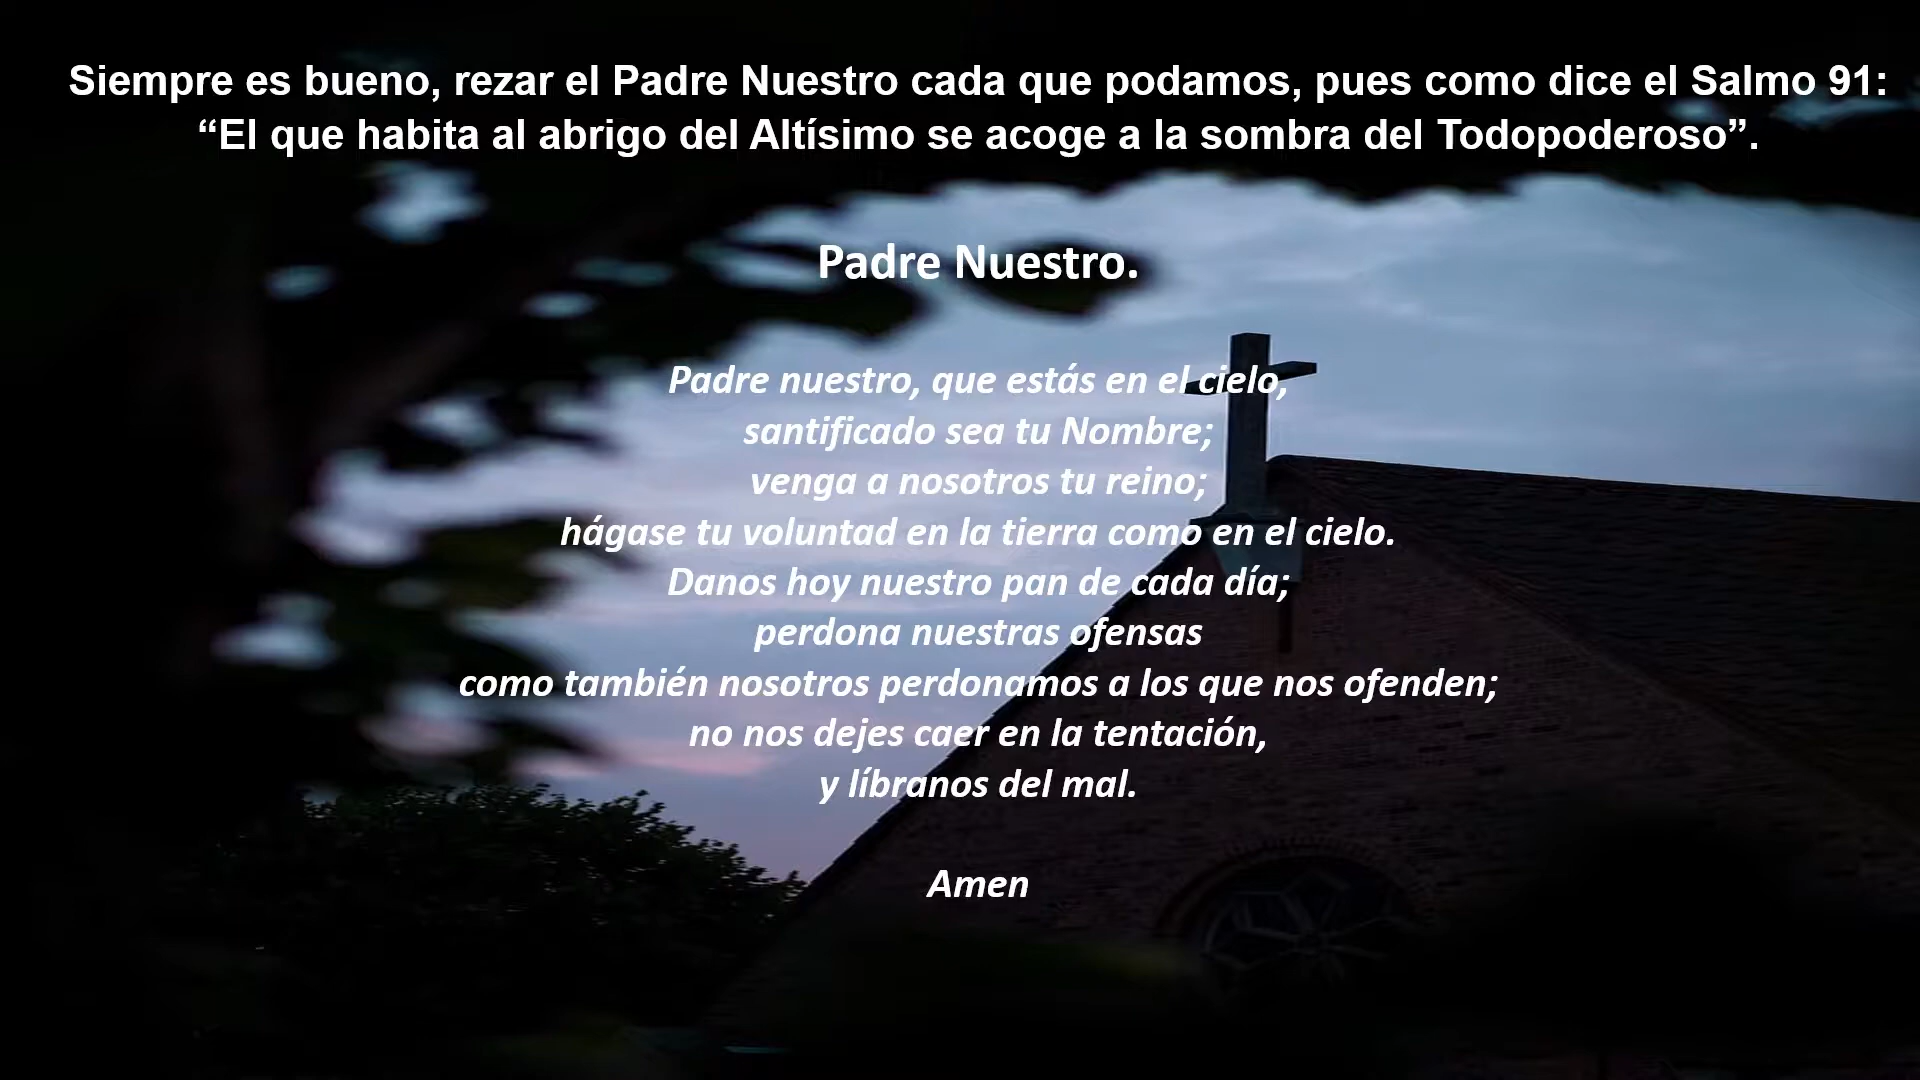 Siempre es bueno, rezar el Padre Nuestro cada que podamos, pues como dice el Salmo 91:
“El que habita al abrigo del Altísimo se acoge a la sombra del Todopoderoso”.
Padre Nuestro.
Padre nuestro, que estás en el cielo,
santificado sea tu Nombre;
venga a nosotros tu reino;
hágase tu voluntad en la tierra como en el cielo.
Danos hoy nuestro pan de cada día;
perdona nuestras ofensas
como también nosotros perdonamos a los que nos ofenden;
no nos dejes caer en la tentación,
y líbranos del mal.
Amen